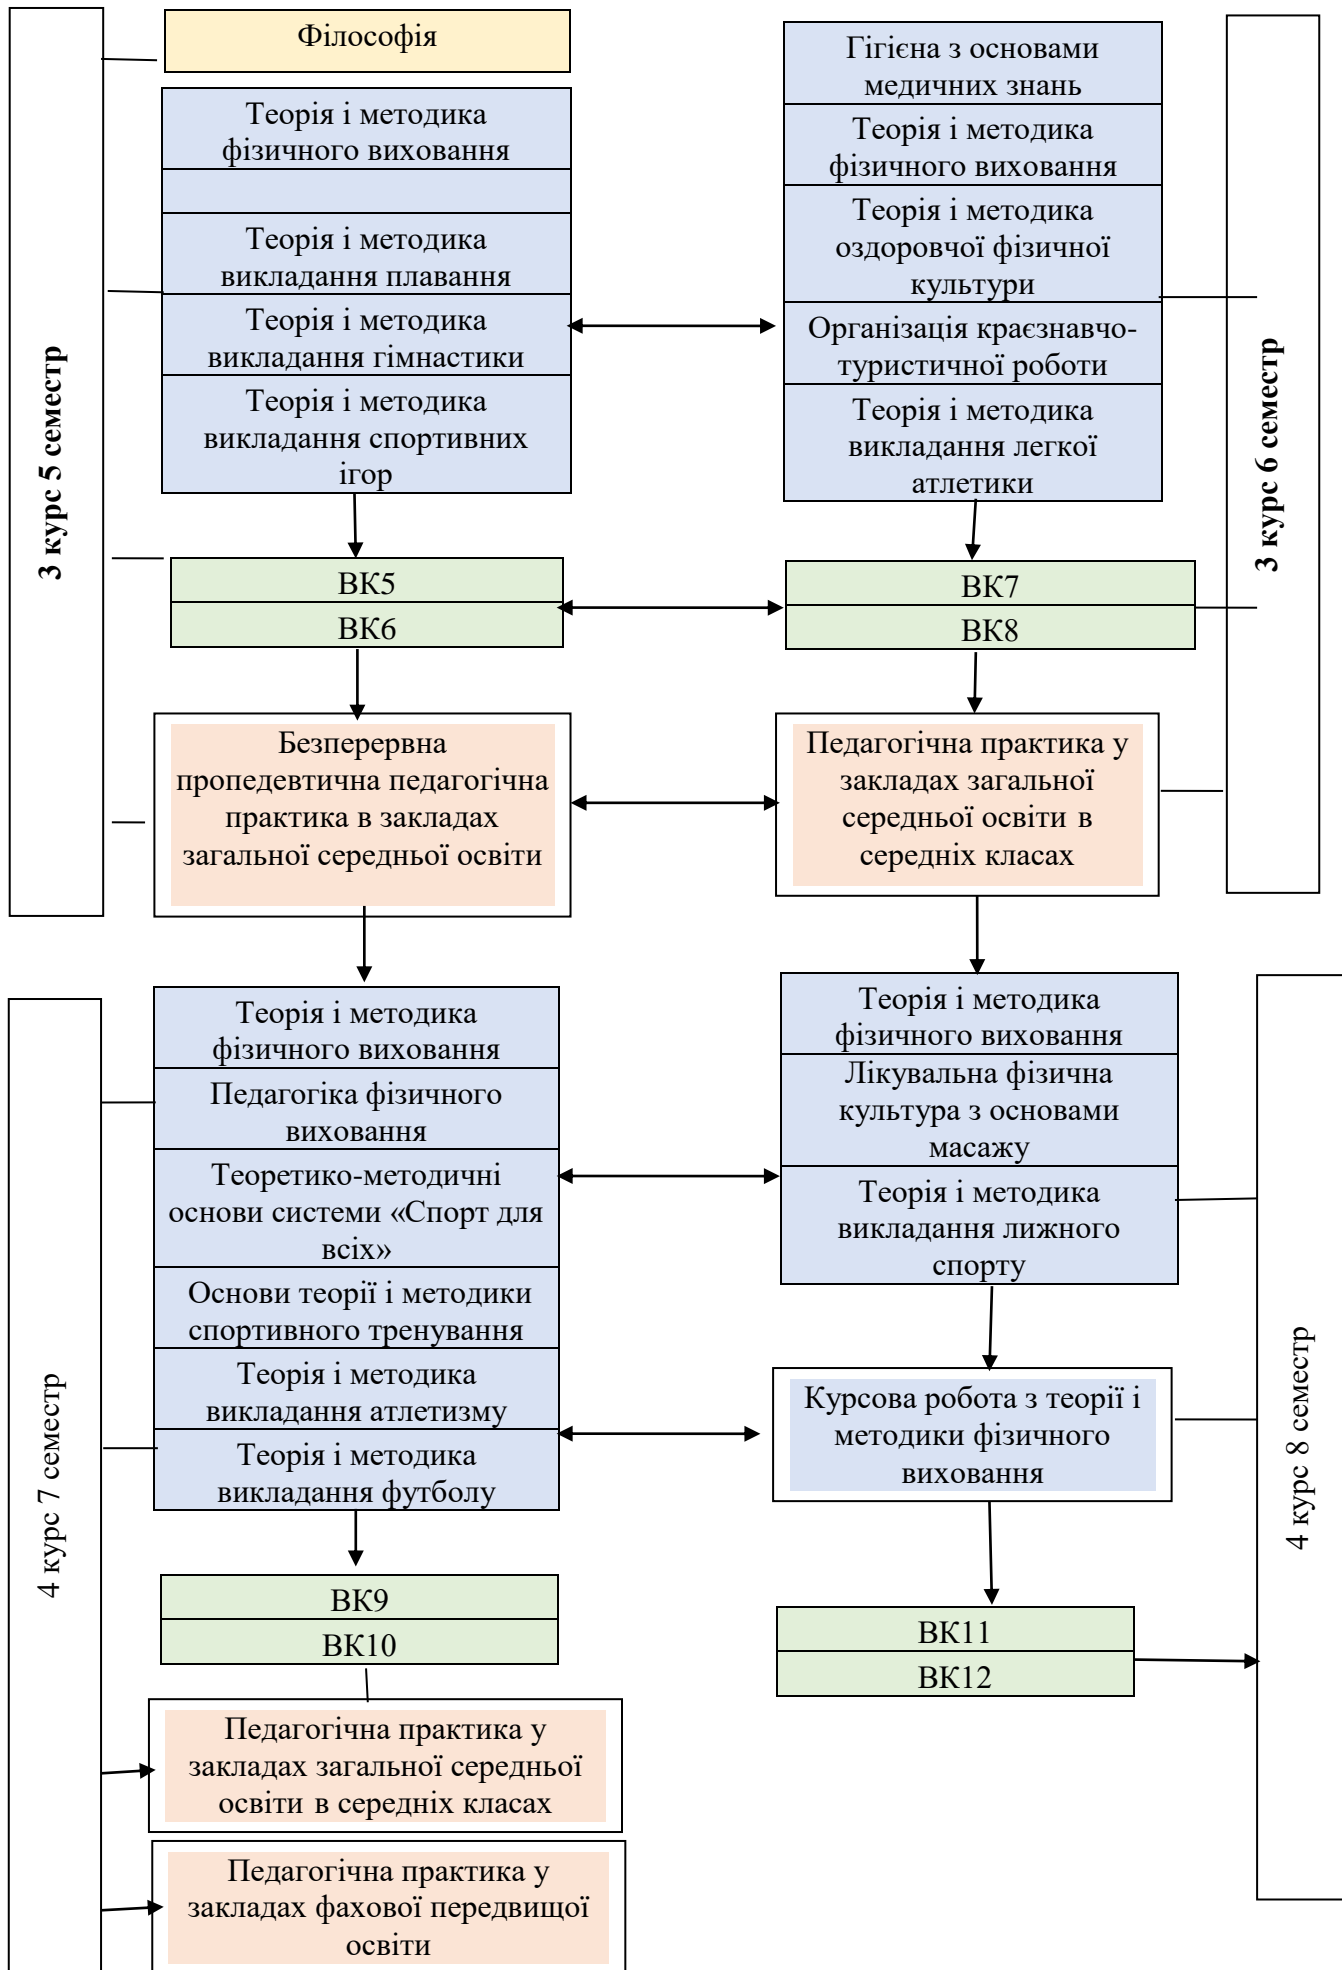 3 курс 5 семестр
Філософія
Теорія і методика
фізичного виховання
Теорія і методика
викладання плавання
Теорія і методика
викладання гімнастики
Теорія і методика
викладання спортивних
ігор
ВК5
ВК6
Безперервна
пропедевтична педагогічна
практика в закладах
загальної середньої освіти
Гігієна з основами
медичних знань
Теорія і методика
фізичного виховання
Теорія і методика
оздоровчої фізичної
культури
Організація краєзнавчо-
туристичної роботи
Теорія і методика
викладання легкої
атлетики
ВК7
ВК8
Педагогічна практика у
закладах загальної
середньої освіти в
середніх класах
3 курс 6 семестр
4 курс 7 семестр
Теорія і методика
фізичного виховання
Педагогіка фізичного
виховання
Теоретико-методичні
основи системи «Спорт для
всіх»
Основи теорії і методики
спортивного тренування
Теорія і методика
викладання атлетизму
Теорія і методика
викладання футболу
ВК9
ВК10
Педагогічна практика у
закладах загальної середньої
освіти в середніх класах
Педагогічна практика у
закладах фахової передвищої
освіти
Теорія і методика
фізичного виховання
Лікувальна фізична
культура з основами
масажу
Теорія і методика
викладання лижного
спорту
Курсова робота з теорії і
методики фізичного
виховання
ВК11
ВК12
4 курс 8 семестр